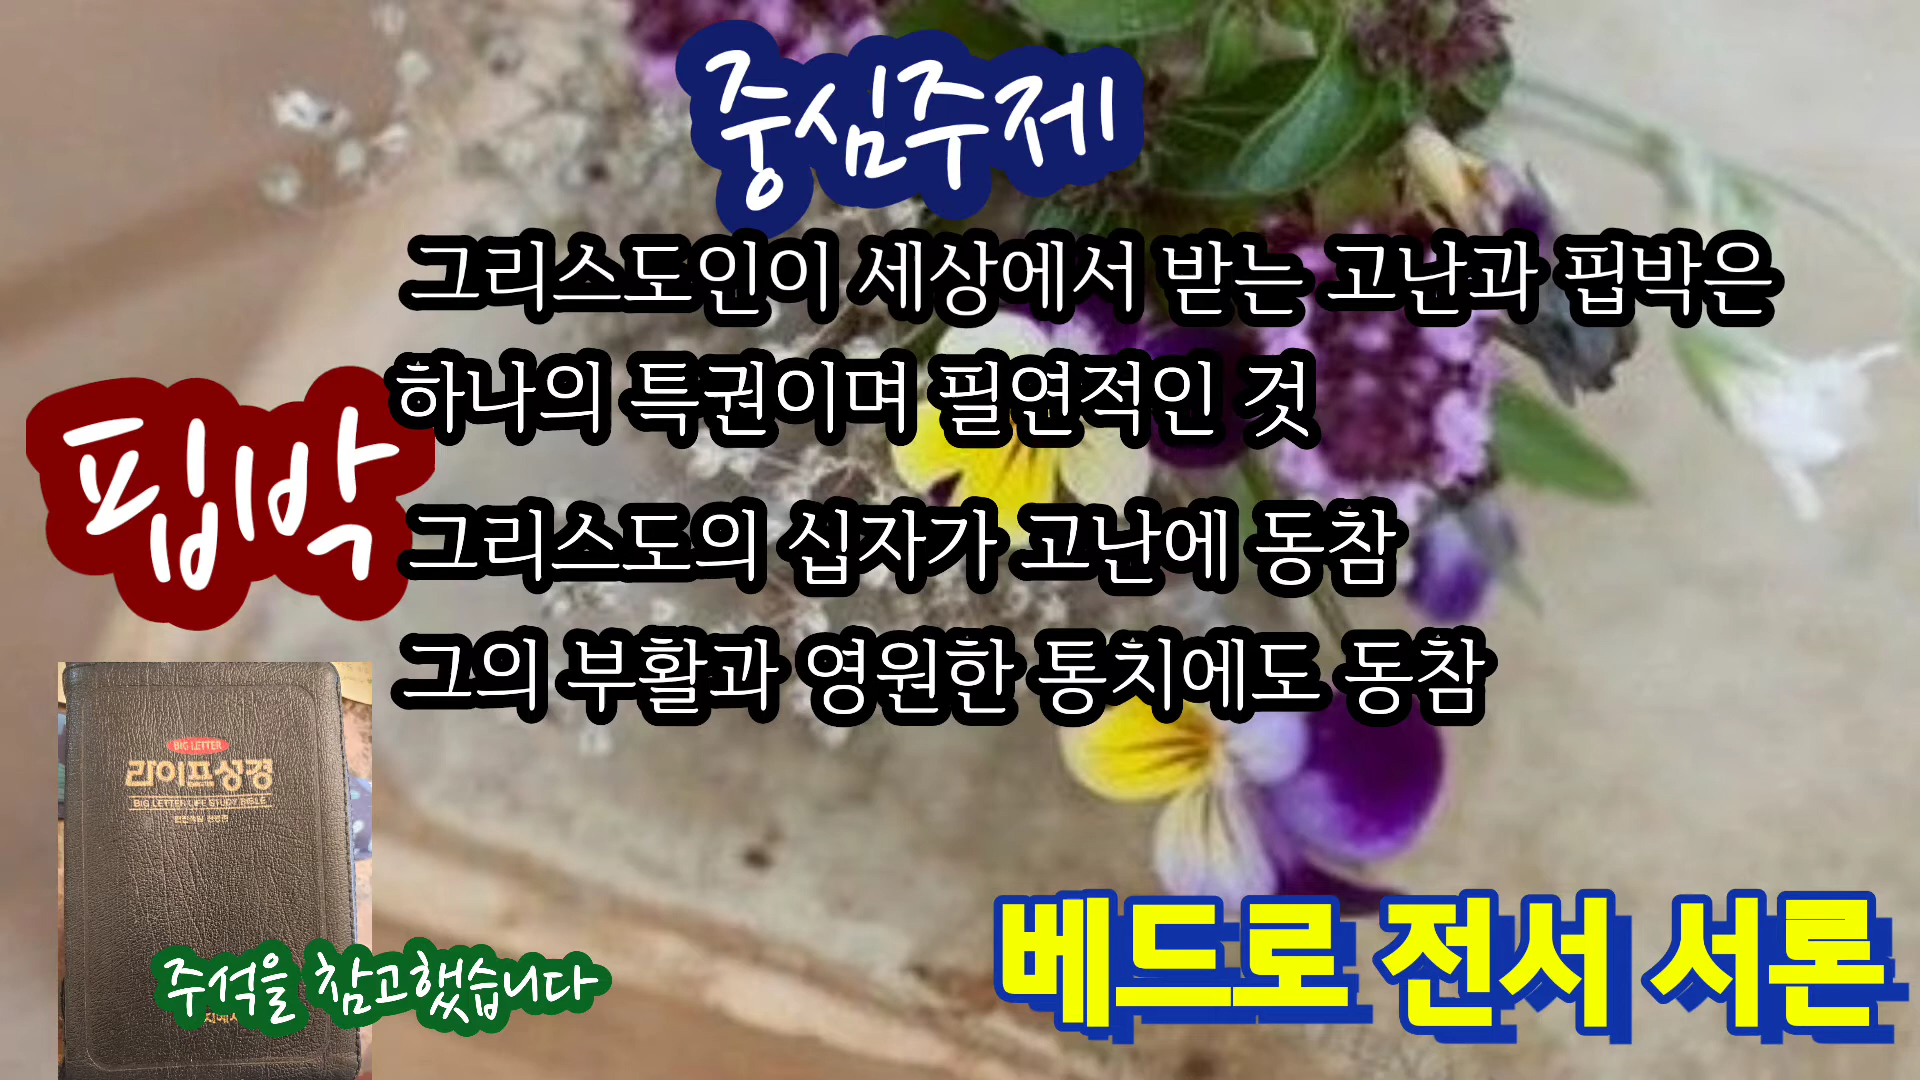 중심주제
그리스도인이 세상에서 받는 고난과 핍박은
하나의 특권이며 필연적인 것
핍박
그리스도의 십자가 고난에 동참
그의 부활과 영원한 통치에도 동참
BIG LETTER
라이프성경
BIG LETTER LIFE STUDY BIBLE
주석을 참고했습니다
베드로 전서 서론